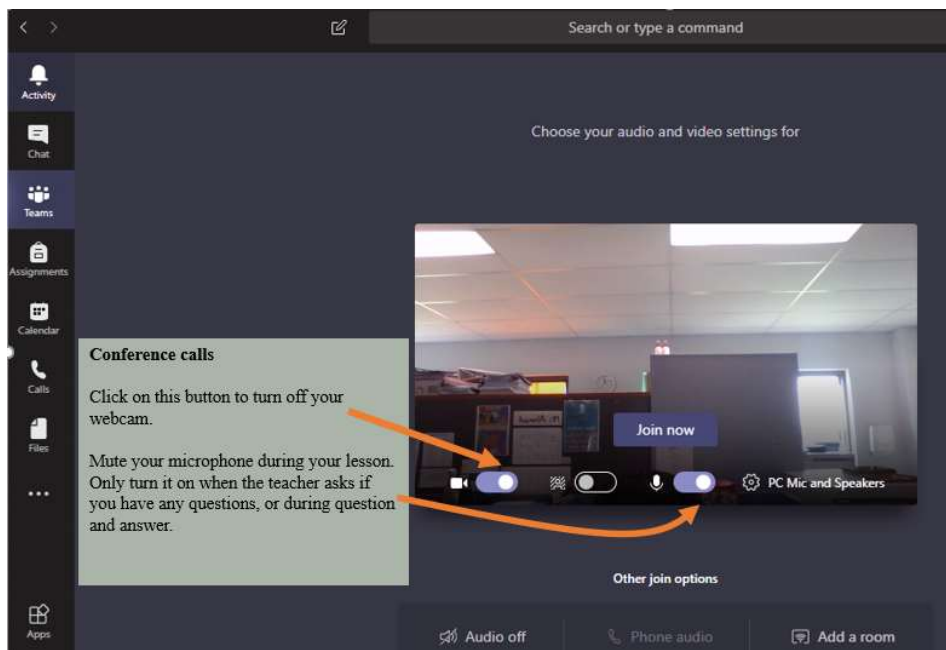 Search or type a command
Activity
Chat
Teams
Assignments
Calendar
Calls
Files
Apps
Choose your audio and video settings for
Conference calls
Click on this button to turn off your
webcam.
Mute your microphone during your lesson.
Only turn it on when the teacher asks if
you have any questions, or during question
and answer.
Join now
PC Mic and Speakers
Other join options
Audio off
Phone audio
Add a room